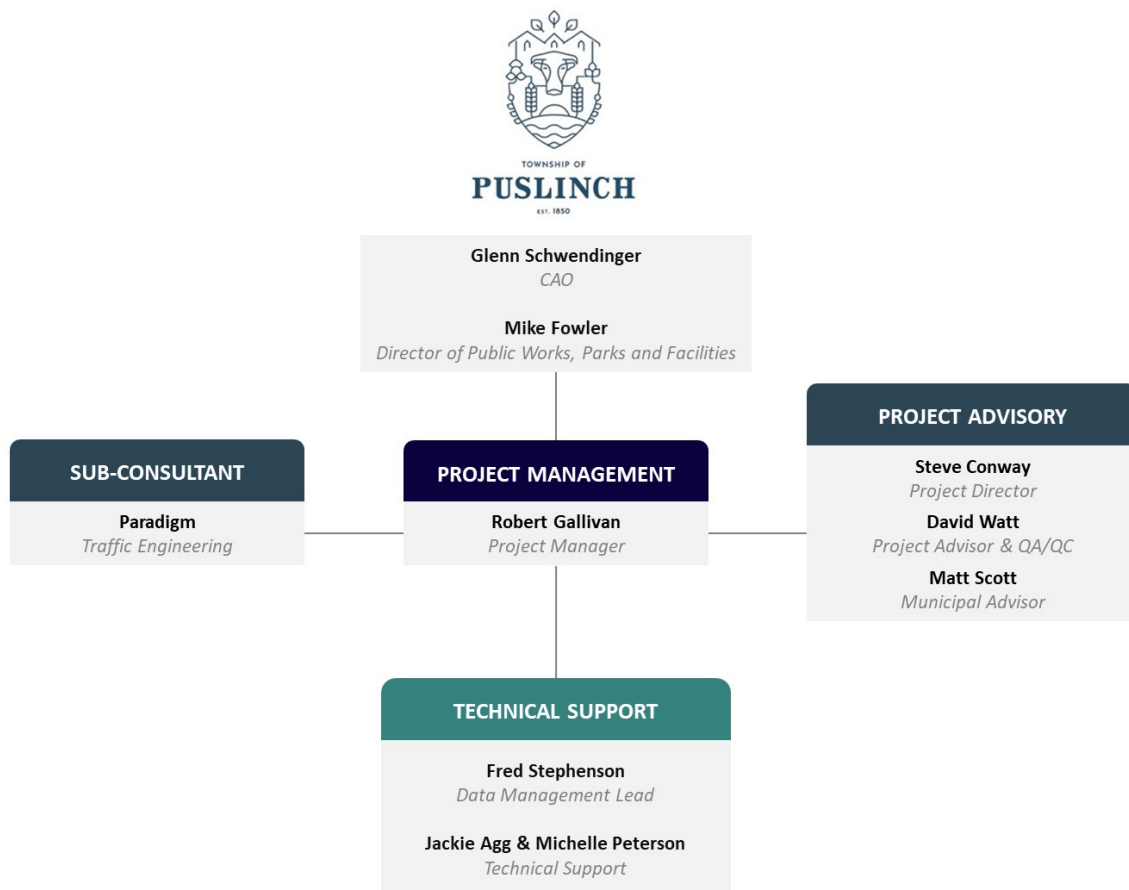 TOWNSHIP OF
PUSLINCH
EST. 1850
Glenn Schwendinger
CAO
Mike Fowler
Director of Public Works, Parks and Facilities
SUB-CONSULTANT
Paradigm
Traffic Engineering
PROJECT MANAGEMENT
Robert Gallivan
Project Manager
PROJECT ADVISORY
Steve Conway
Project Director
David Watt
Project Advisor & QA/QC
Matt Scott
Municipal Advisor
TECHNICAL SUPPORT
Fred Stephenson
Data Management Lead
Jackie Agg & Michelle Peterson
Technical Support